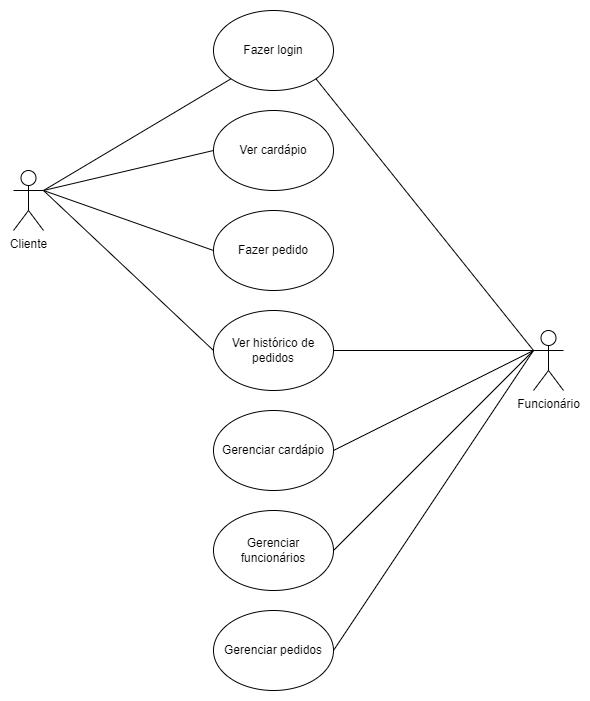 Fazer login
Ver cardápio
Cliente
Fazer pedido
Ver histórico de
pedidos
Funcionário
Gerenciar cardápio
Gerenciar
funcionários
Gerenciar pedidos